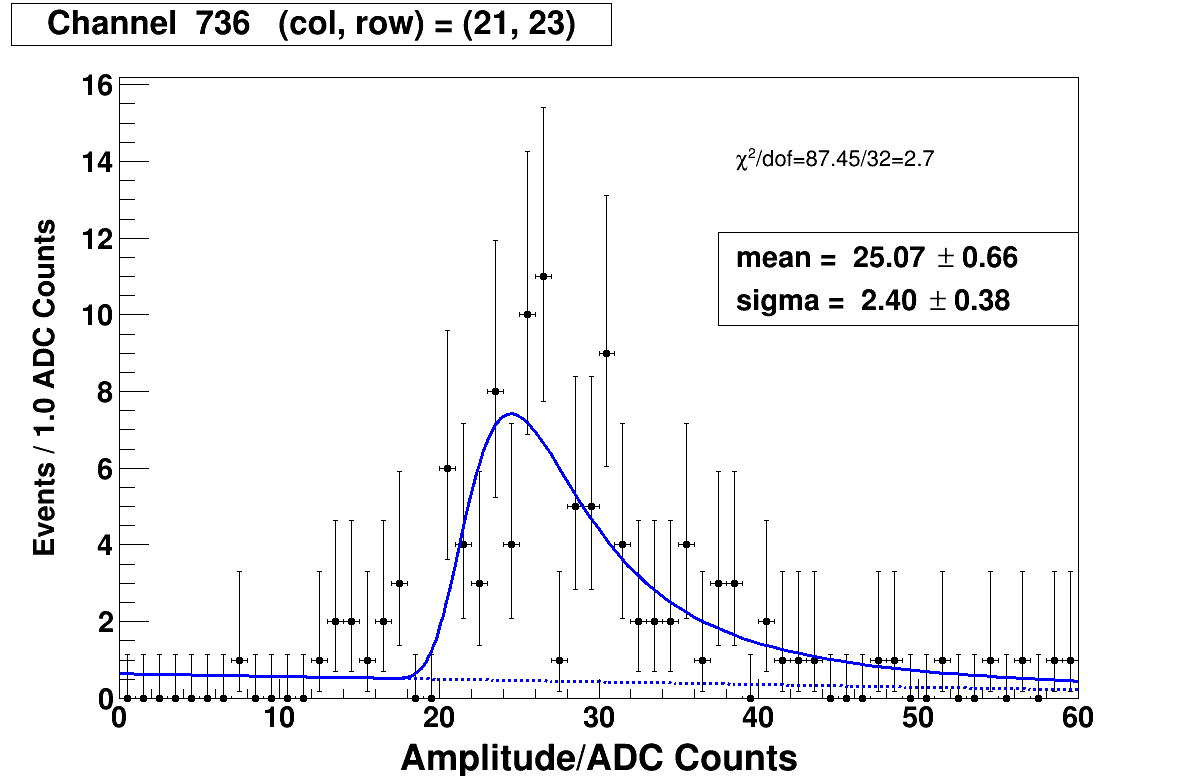 Channel 736 (col, row) = (21, 23)
Events / 1.0 ADC Counts
16
14
12
10
8
6
4
2
0
χ²/dof=87.45/32=2.7
mean = 25.07 ± 0.66
sigma = 2.40 ± 0.38
0 10 20 30 40 50 60
Amplitude/ADC Counts